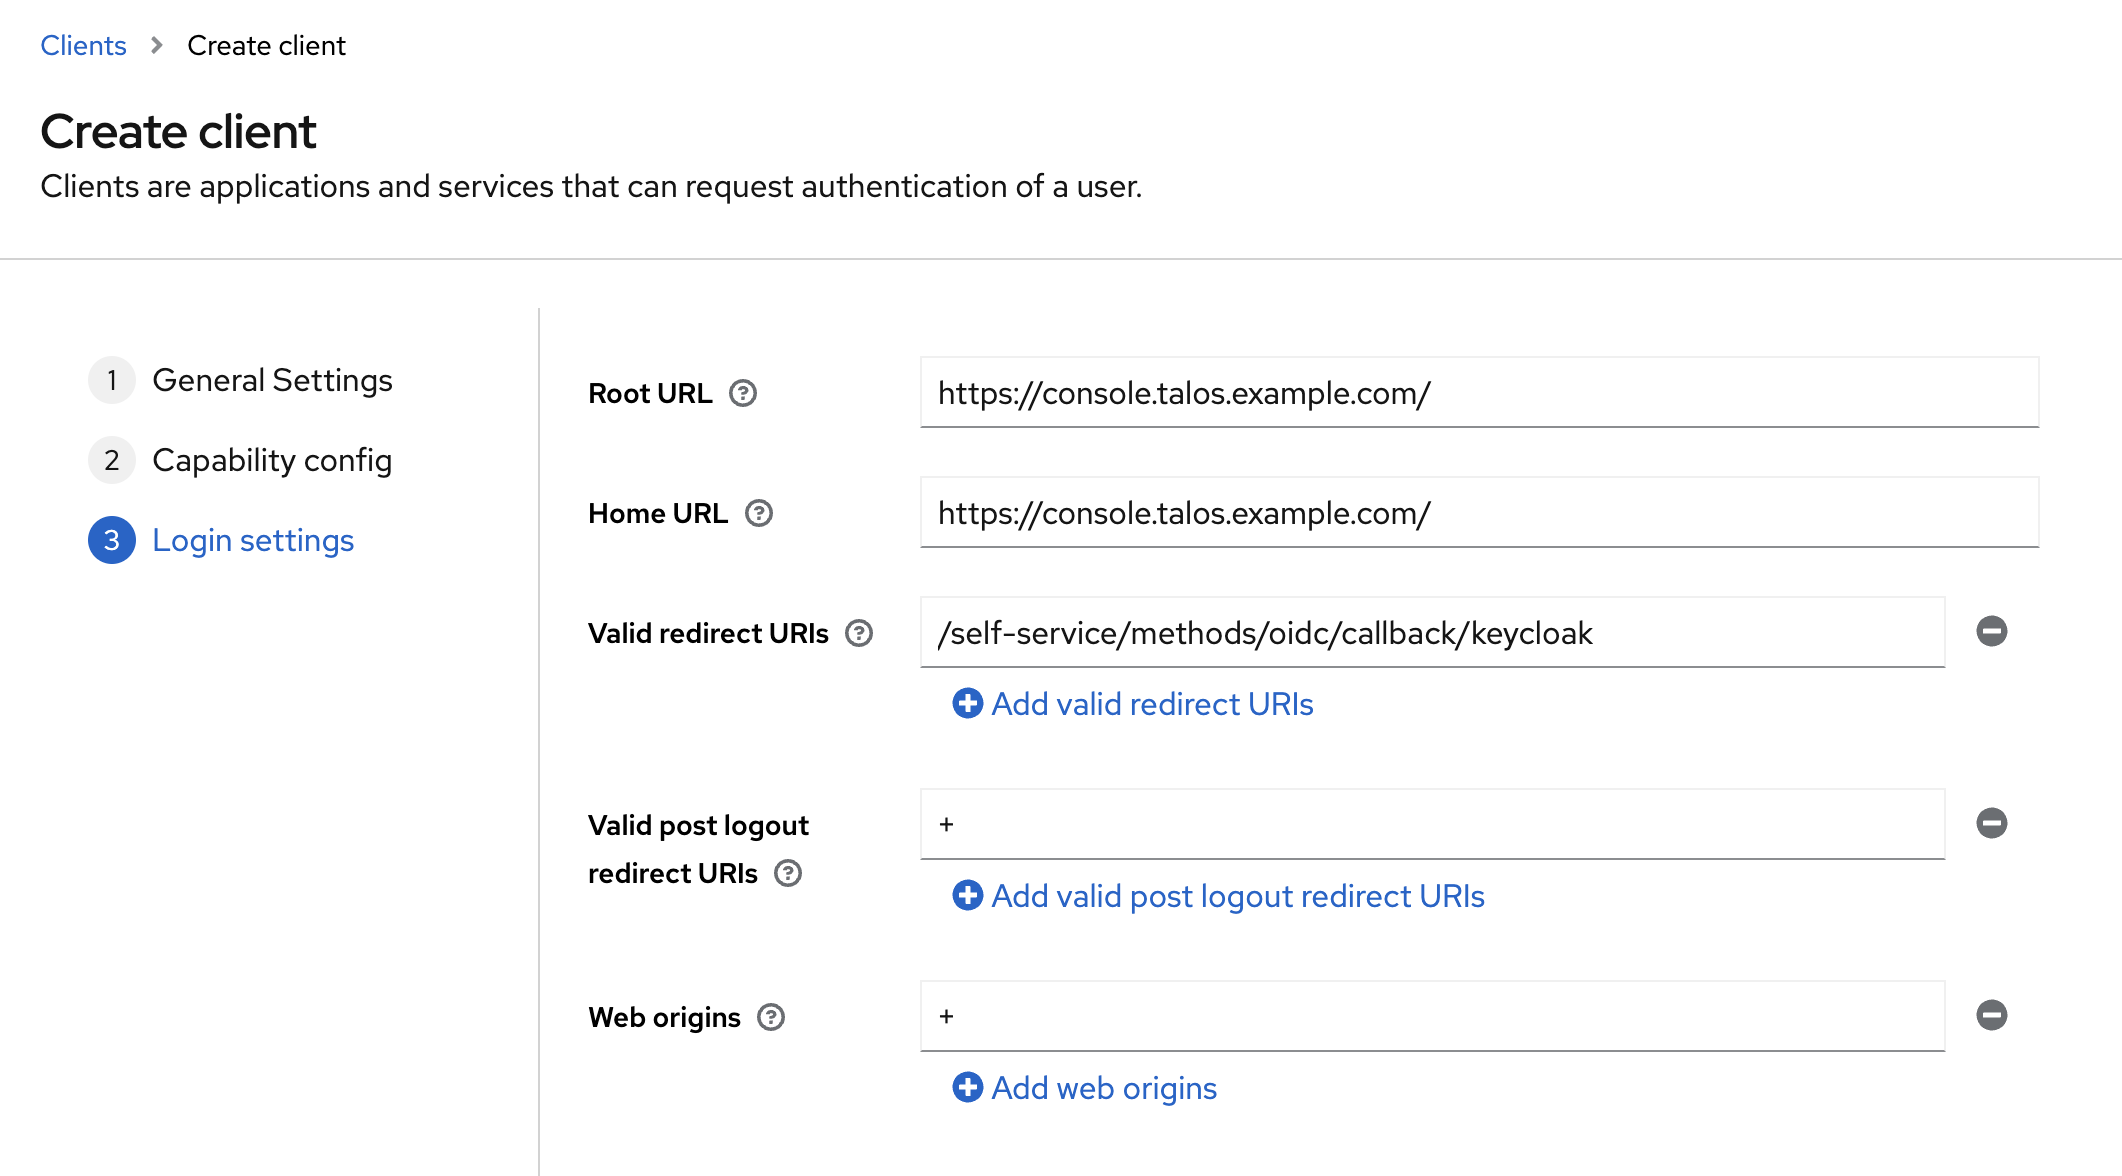 Clients > Create client
Create client
Clients are applications and services that can request authentication of a user.
1 General Settings
2 Capability config
3 Login settings
Root URL
https://console.talos.example.com/
Home URL
https://console.talos.example.com/
Valid redirect URIs
/self-service/methods/oidc/callback/keycloak
Add valid redirect URIs
Valid post logout
redirect URIs
+
Add valid post logout redirect URIs
Web origins
+
Add web origins